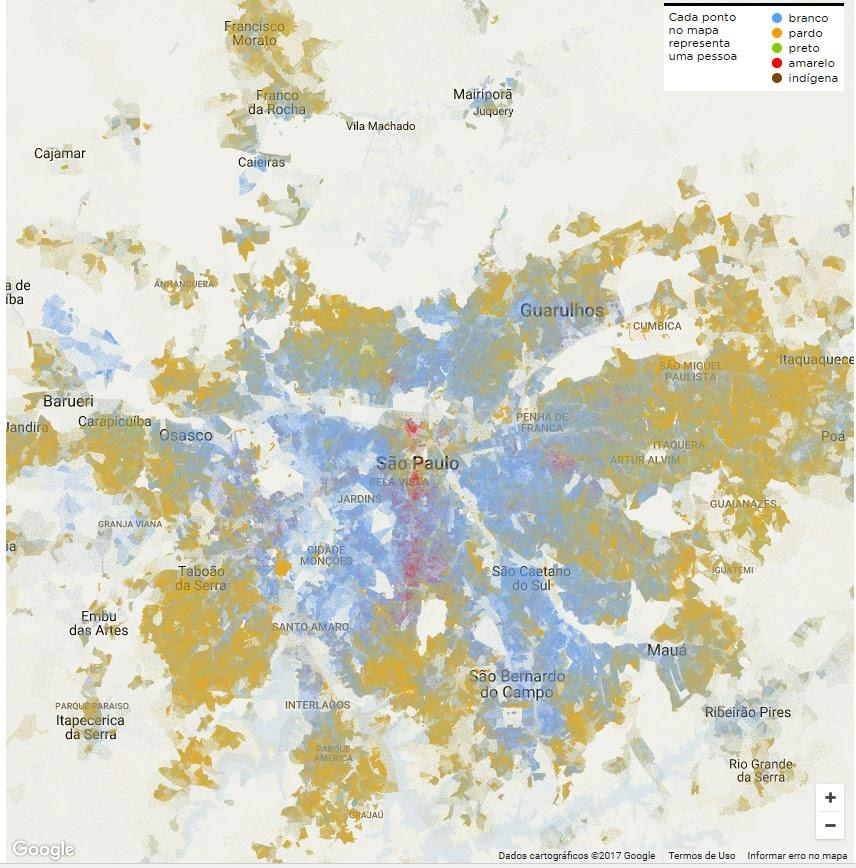 Cada ponto
no mapa
representa
uma pessoa
branco
pardo
preto
amarelo
indígena
Francisco
Morato
Franco
da Rocha
Mairiporã
Juquery
Vila Machado
Cajamar
Caieiras
a de
íba
ANHANGUERA
Guarulhos
CUMBICA
SÃO MIGUEL
PAULISTA
Itaquaquece
Barueri
Jandira
Carapicuíba
Osasco
PENHA DE
FRANÇA
Poá
ITAQUERA
ARTUR ALVIM
São Paulo
BELA VISTA
JARDINS
GUAIANAZES
GRANJA VIANA
ia
CIDADE
MONÇÕES
Taboão
da Serra
São Caetano
do Sul
IGUATEMI
Embu
das Artes
SANTO AMARO
Mauá
São Bernardo
do Campo
PARQUE PARAISO
Itapecerica
da Serra
INTERLAGOS
Ribeirão Pires
PARQUE
AMÉRICA
Rio Grande
da Serra
GRAJAÚ
+
−
Google
Dados cartográficos ©2017 Google
Termos de Uso
Informar erro no mapa